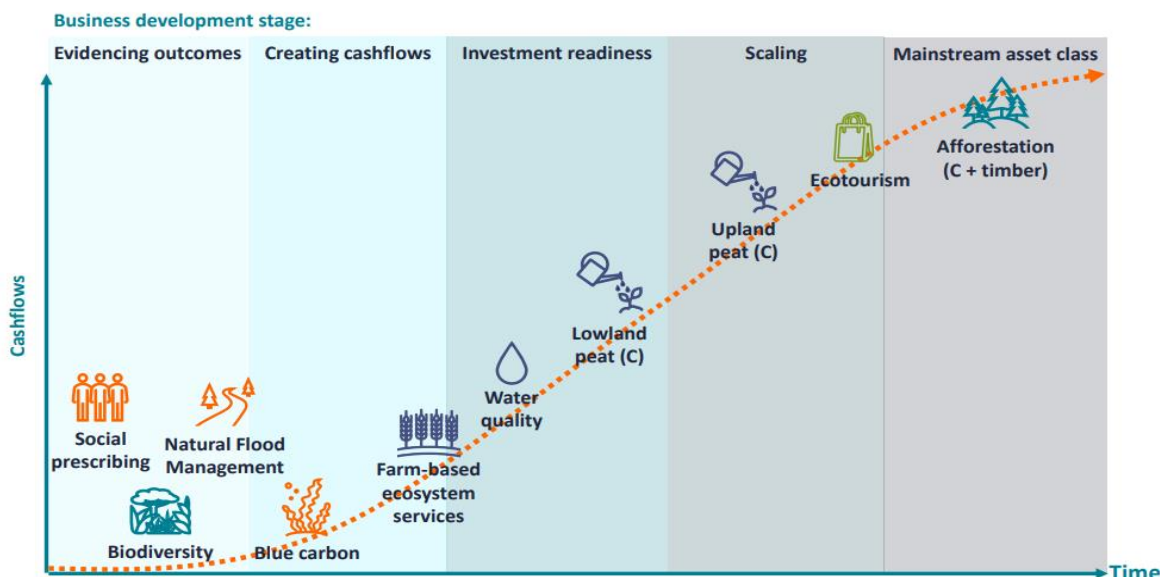 Business development stage:
Evidencing outcomes
Creating cashflows
Investment readiness
Scaling
Mainstream asset class
Cashflows
Social
prescribing
Natural Flood
Management
Biodiversity
Blue carbon
Farm-based
ecosystem
services
Water
quality
Lowland
peat (C)
Upland
peat (C)
Ecotourism
Afforestation
(C + timber)
Time